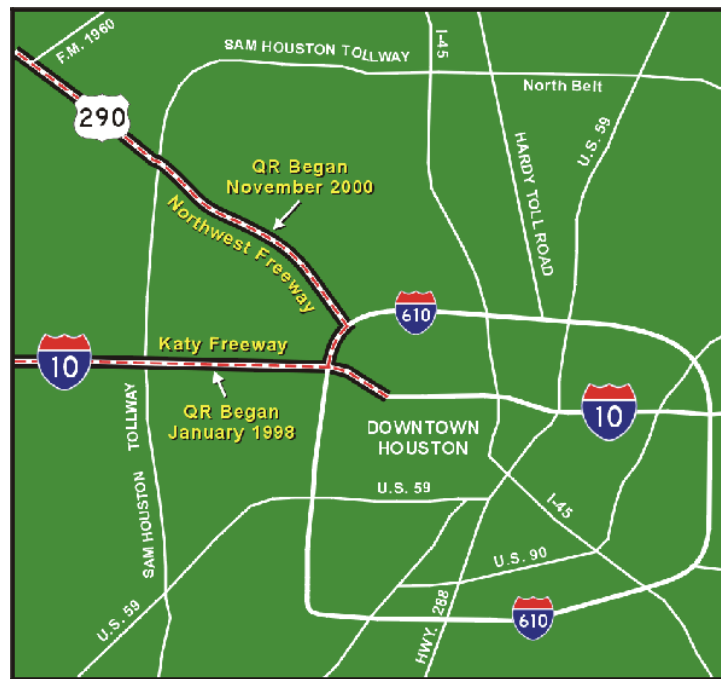 F.M. 1960
SAM HOUSTON TOLLWAY
I-45
North Belt
U.S. 59
290
QR Began
November 2000
HARDY TOLL ROAD
Northwest Freeway
610
Katy Freeway
10
QR Began
January 1998
10
DOWNTOWN
HOUSTON
SAM HOUSTON TOLLWAY
U.S. 59
I-45
U.S. 90
U.S. 59
HWY. 288
610